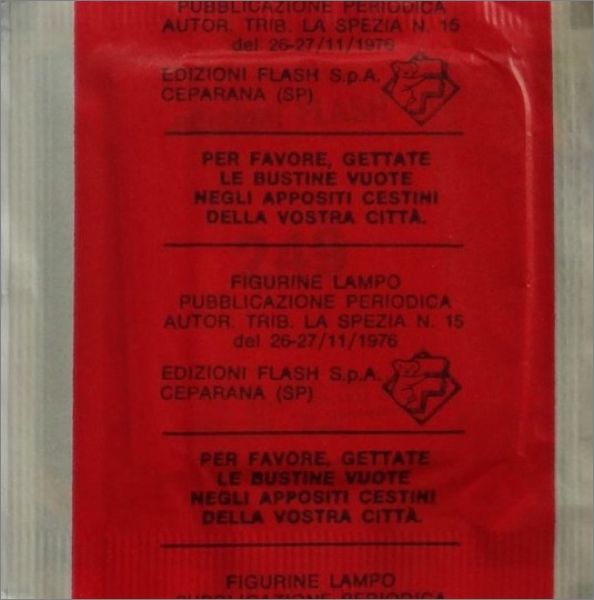 PUBBLICAZIONE PERIODICA
AUTOR. TRIB. LA SPEZIA N. 15
del 26-27/11/1976
EDIZIONI FLASH S.p.A.
CEPARANA (SP)
PER FAVORE, GETTATE
LE BUSTINE VUOTE
NEGLI APPOSITI CESTINI
DELLA VOSTRA CITTÀ.
FIGURINE LAMPO
PUBBLICAZIONE PERIODICA
AUTOR. TRIB. LA SPEZIA N. 15
del 26-27/11/1976
EDIZIONI FLASH S.p.A.
CEPARANA (SP)
PER FAVORE, GETTATE
LE BUSTINE VUOTE
NEGLI APPOSITI CESTINI
DELLA VOSTRA CITTÀ.
FIGURINE LAMPO
PUBBLICAZIONE PERIODICA